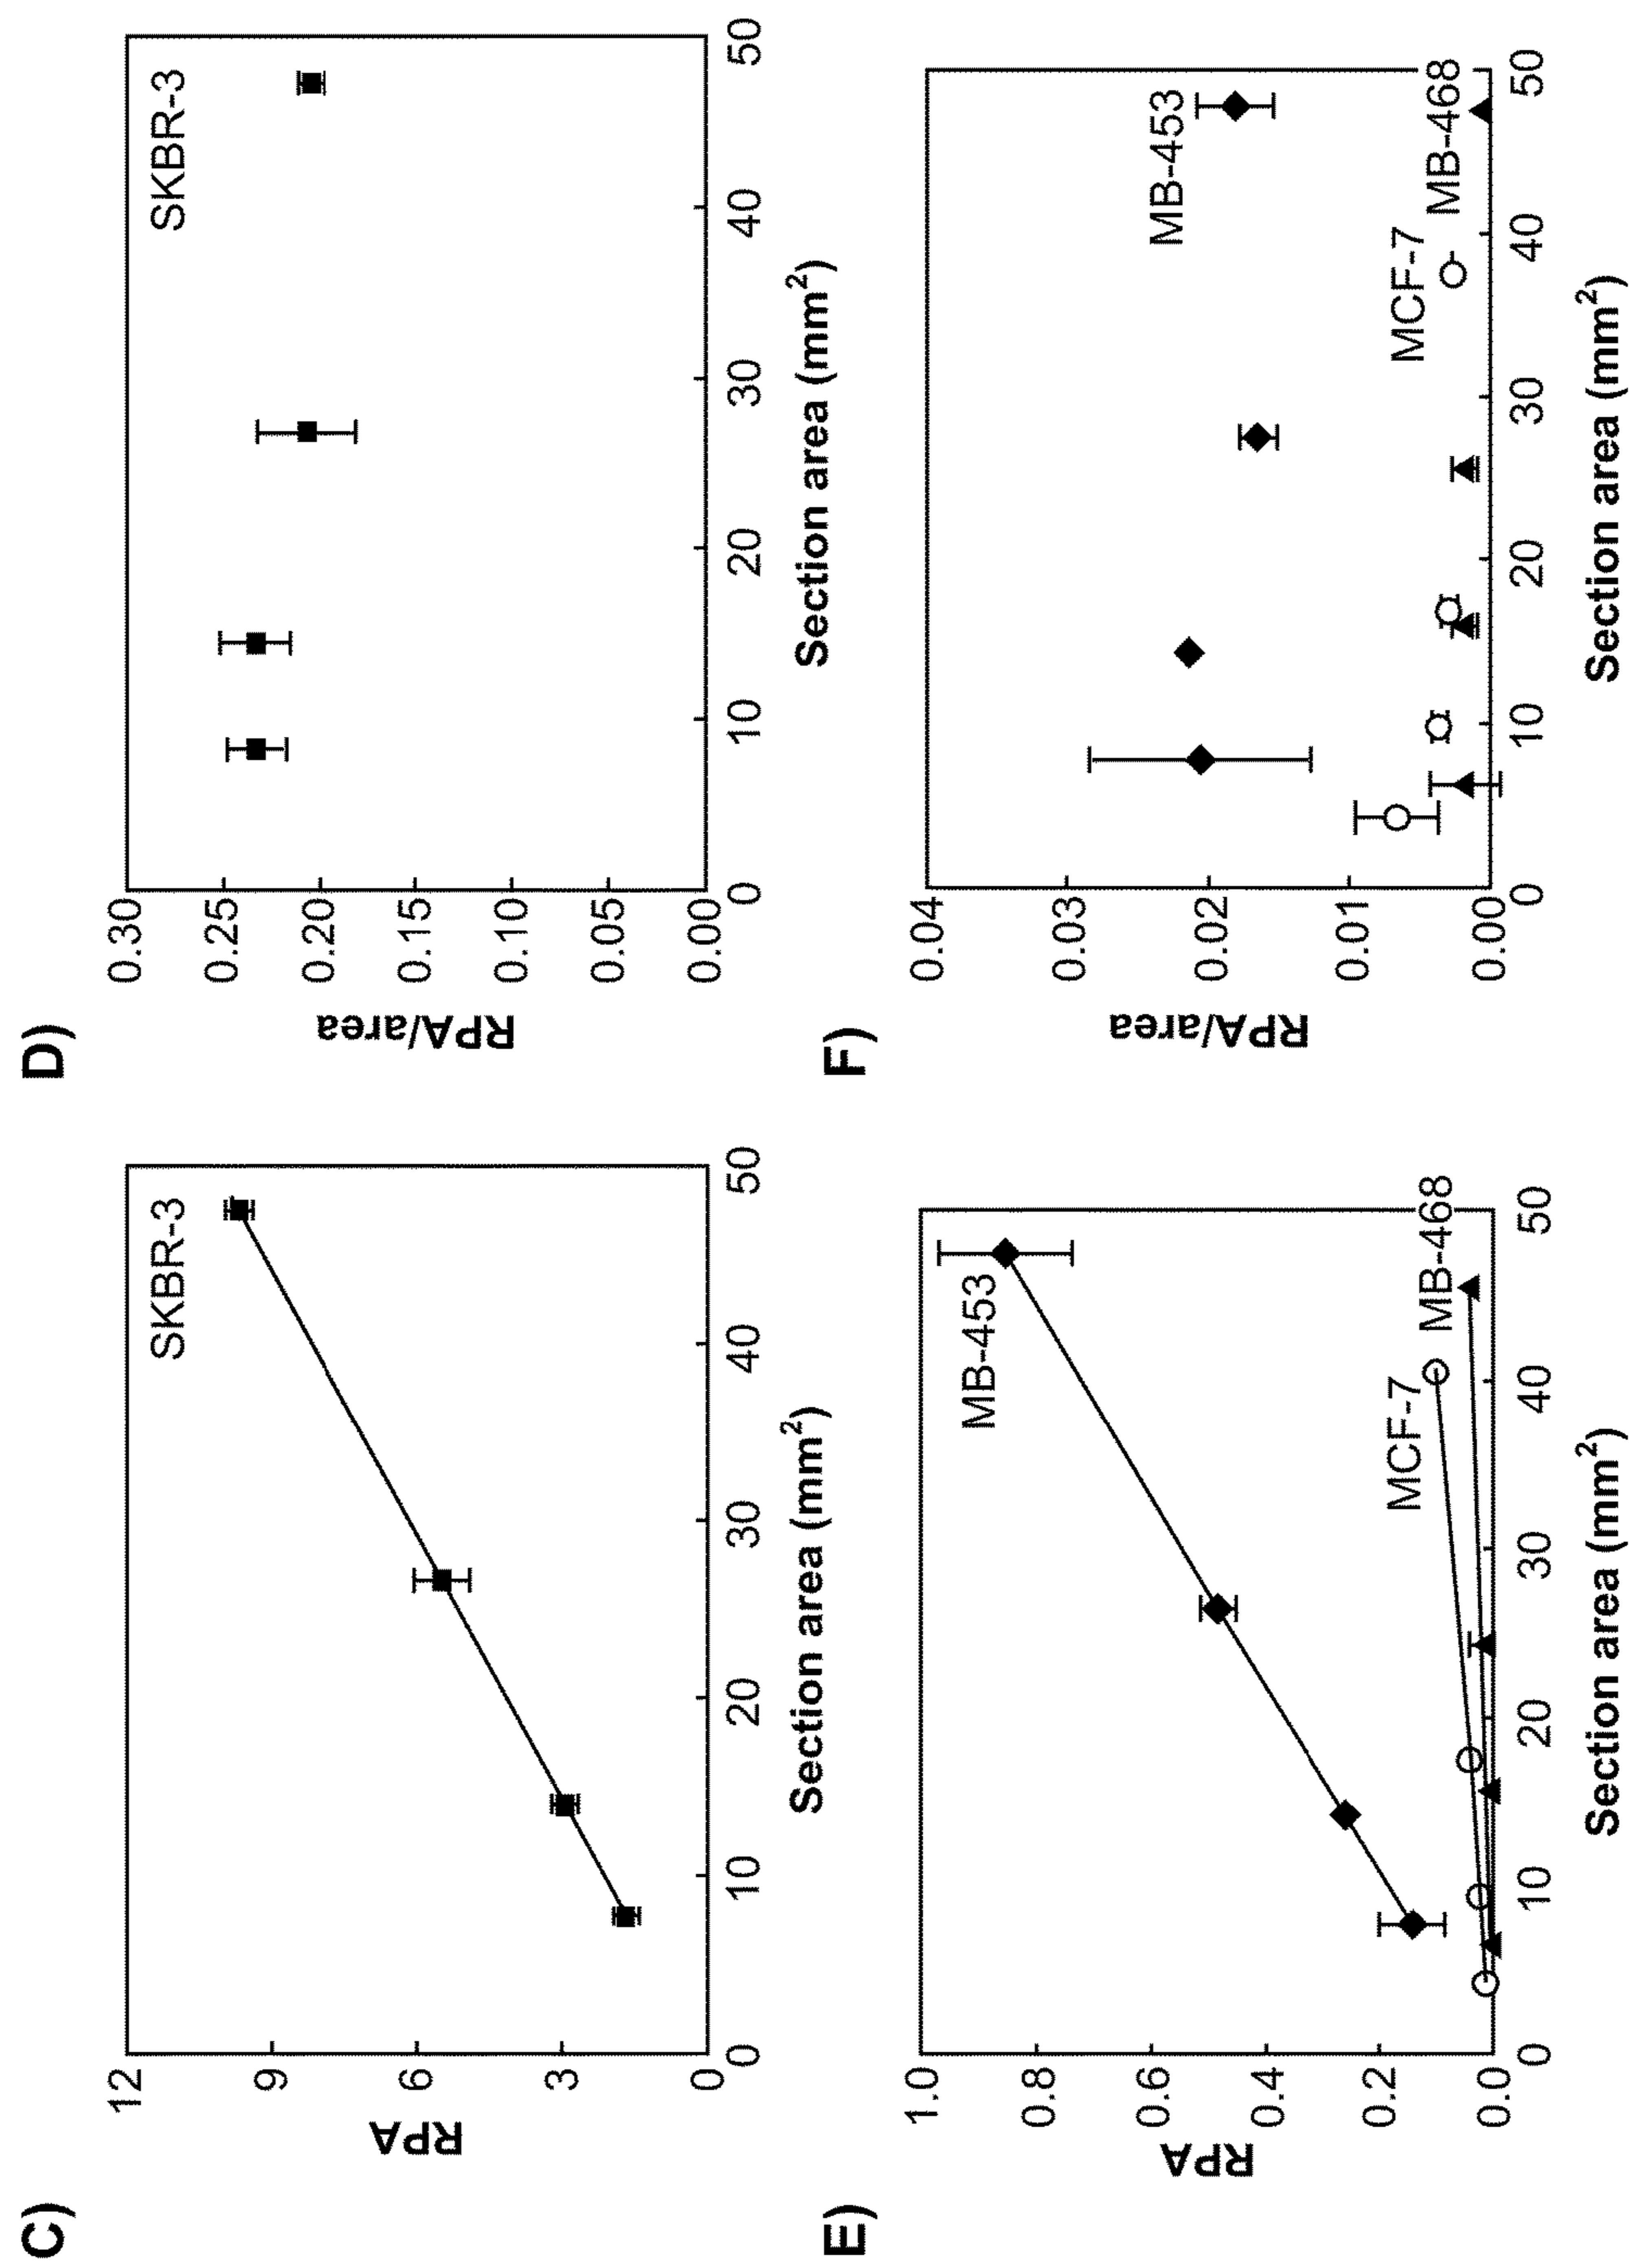 C)
RPA
12
9
6
3
0
SKBR-3
0 10 20 30 40 50
Section area (mm²)
D)
RPA/area
0.30
0.25
0.20
0.15
0.10
0.05
0.00
SKBR-3
0 10 20 30 40 50
Section area (mm²)
E)
RPA
1.0
0.8
0.6
0.4
0.2
0.0
MB-453
MCF-7
MB-468
0 10 20 30 40 50
Section area (mm²)
F)
RPA/area
0.04
0.03
0.02
0.01
0.00
MB-453
MCF-7
MB-468
0 10 20 30 40 50
Section area (mm²)